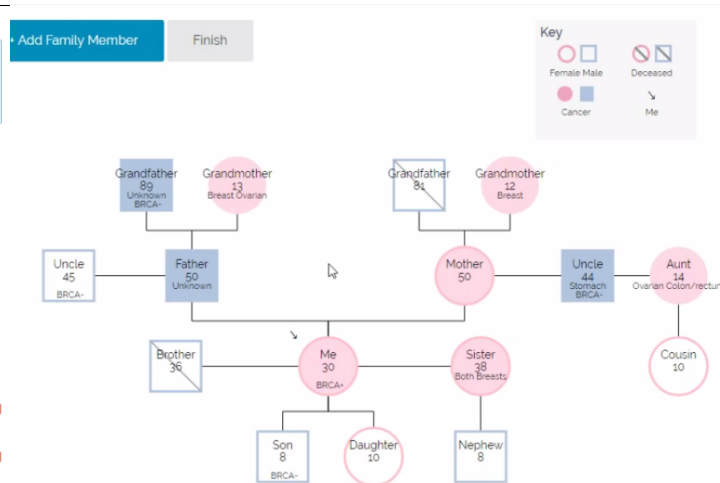 + Add Family Member
Finish
Key
Female Male
Deceased
Cancer
Me
Grandfather
89
Unknown
BRCA-
Grandmother
13
Breast Ovarian
Grandfather
81
Grandmother
12
Breast
Uncle
45
BRCA-
Father
50
Unknown
Mother
50
Uncle
44
Stomach
BRCA-
Aunt
14
Ovarian Colon/rectum
Brother
36
Me
30
BRCA+
Sister
38
Both Breasts
Cousin
10
Son
8
BRCA-
Daughter
10
Nephew
8